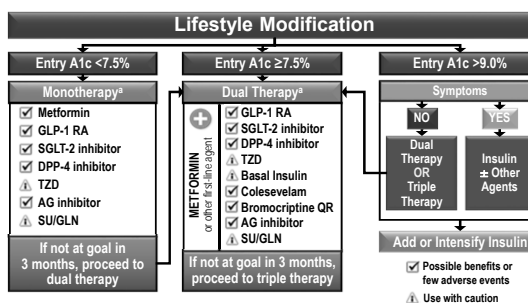 Lifestyle Modification
Entry A1c <7.5%
Monotherapyª
Metformin
GLP-1 RA
SGLT-2 inhibitor
DPP-4 inhibitor
TZD
AG inhibitor
SU/GLN
If not at goal in
3 months, proceed to
dual therapy
Entry A1c ≥7.5%
Dual Therapyª
METFORMIN
or other first-line agent
GLP-1 RA
SGLT-2 inhibitor
DPP-4 inhibitor
TZD
Basal Insulin
Colesevelam
Bromocriptine QR
AG inhibitor
SU/GLN
If not at goal in 3 months,
proceed to triple therapy
Entry A1c >9.0%
Symptoms
NO
YES
Dual
Therapy
OR
Triple
Therapy
Insulin
± Other
Agents
Add or Intensify Insulin
Possible benefits or
few adverse events
Use with caution